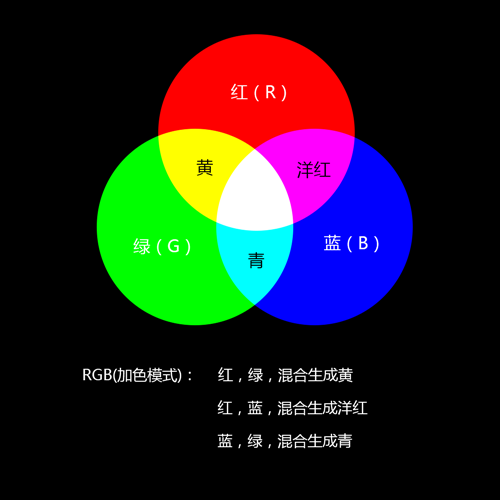 红（R）
黄
洋红
绿（G）
蓝（B）
青
RGB(加色模式)： 红，绿，混合生成黄
红，蓝，混合生成洋红
蓝，绿，混合生成青